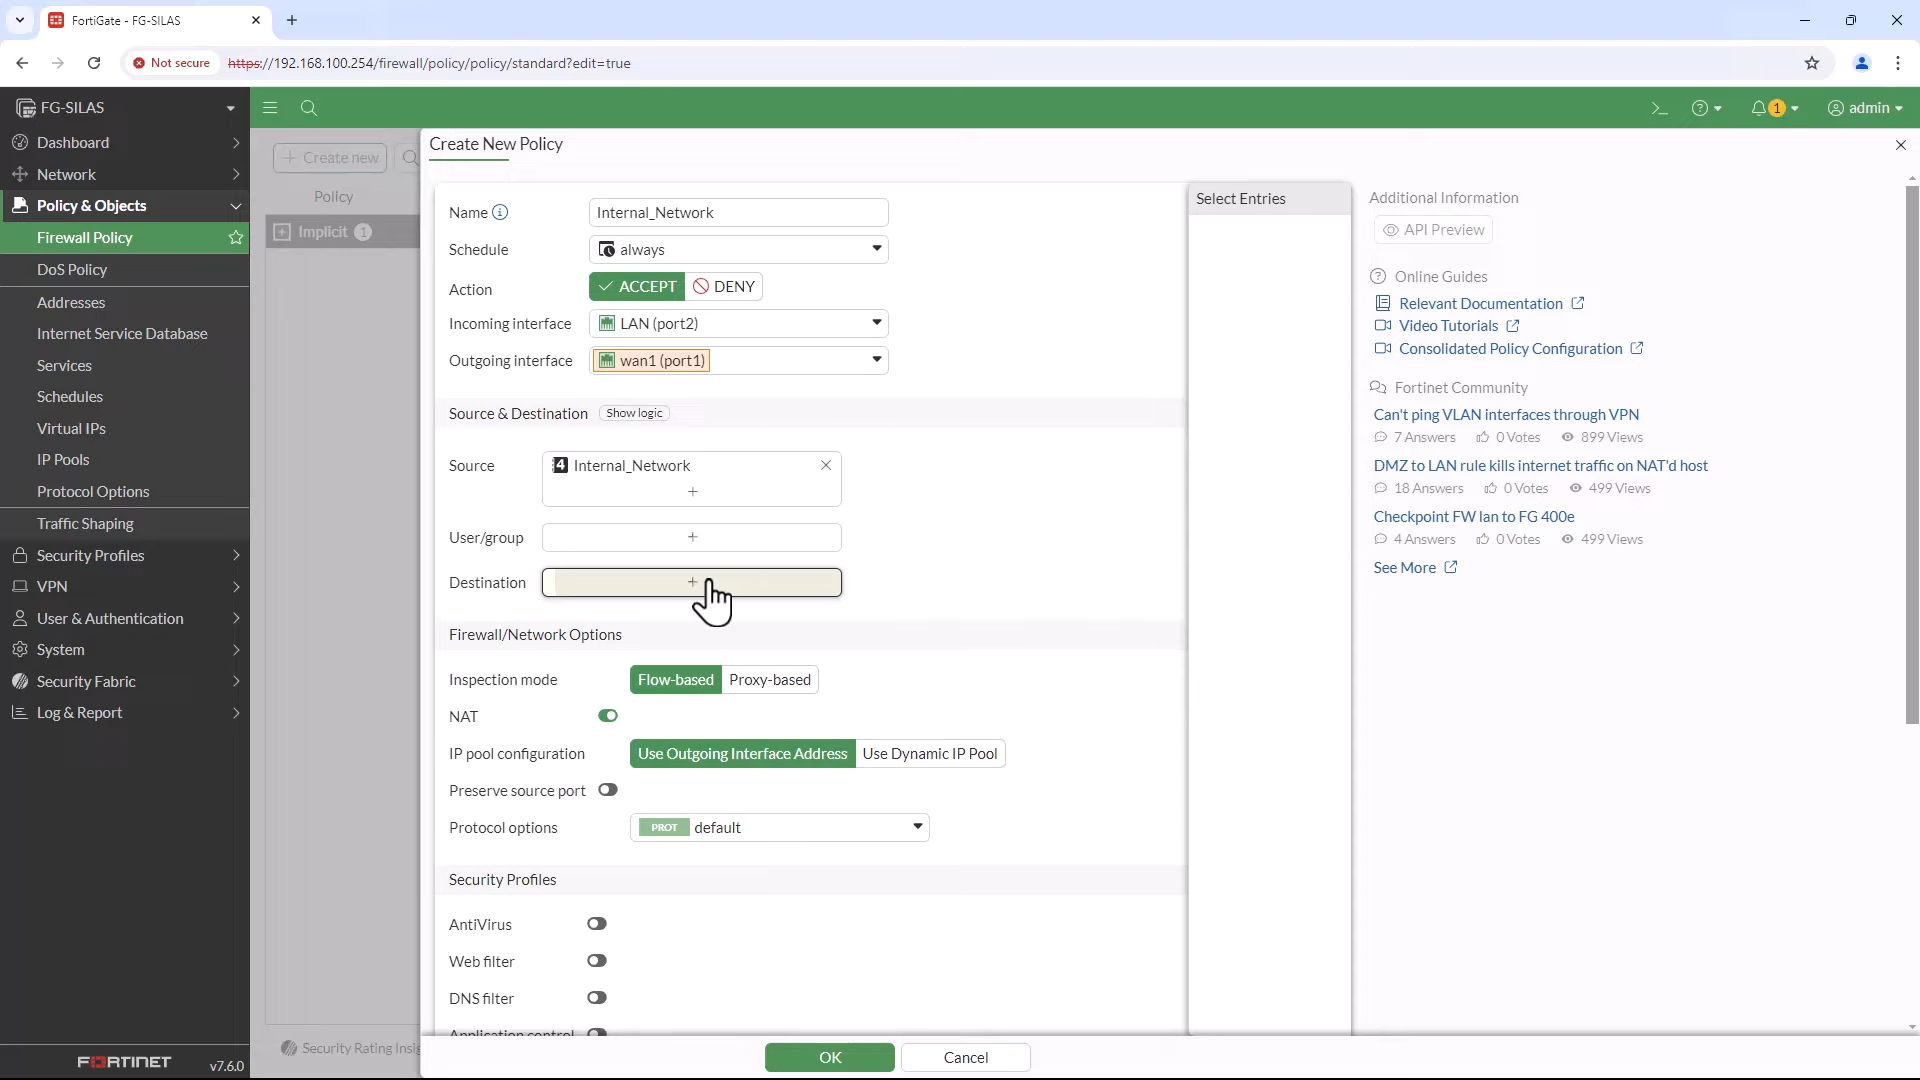 FortiGate - FG-SILAS
Not secure
https://192.168.100.254/firewall/policy/policy/standard?edit=true
FG-SILAS
1
admin
Dashboard
Network
Policy & Objects
Firewall Policy
DoS Policy
Addresses
Internet Service Database
Services
Schedules
Virtual IPs
IP Pools
Protocol Options
Traffic Shaping
Security Profiles
VPN
User & Authentication
System
Security Fabric
Log & Report
FORTINET
v7.6.0
Create new
Policy
Implicit 1
Create New Policy
Name
Internal_Network
Schedule
always
Action
ACCEPT
DENY
Incoming interface
LAN (port2)
Outgoing interface
wan1 (port1)
Source & Destination
Show logic
Source
4 Internal_Network
User/group
Destination
Firewall/Network Options
Inspection mode
Flow-based
Proxy-based
NAT
IP pool configuration
Use Outgoing Interface Address
Use Dynamic IP Pool
Preserve source port
Protocol options
PROT default
Security Profiles
AntiVirus
Web filter
DNS filter
Application control
OK
Cancel
Select Entries
Additional Information
API Preview
Online Guides
Relevant Documentation
Video Tutorials
Consolidated Policy Configuration
Fortinet Community
Can't ping VLAN interfaces through VPN
7 Answers 0 Votes 899 Views
DMZ to LAN rule kills internet traffic on NAT'd host
18 Answers 0 Votes 499 Views
Checkpoint FW lan to FG 400e
4 Answers 0 Votes 499 Views
See More
Security Rating